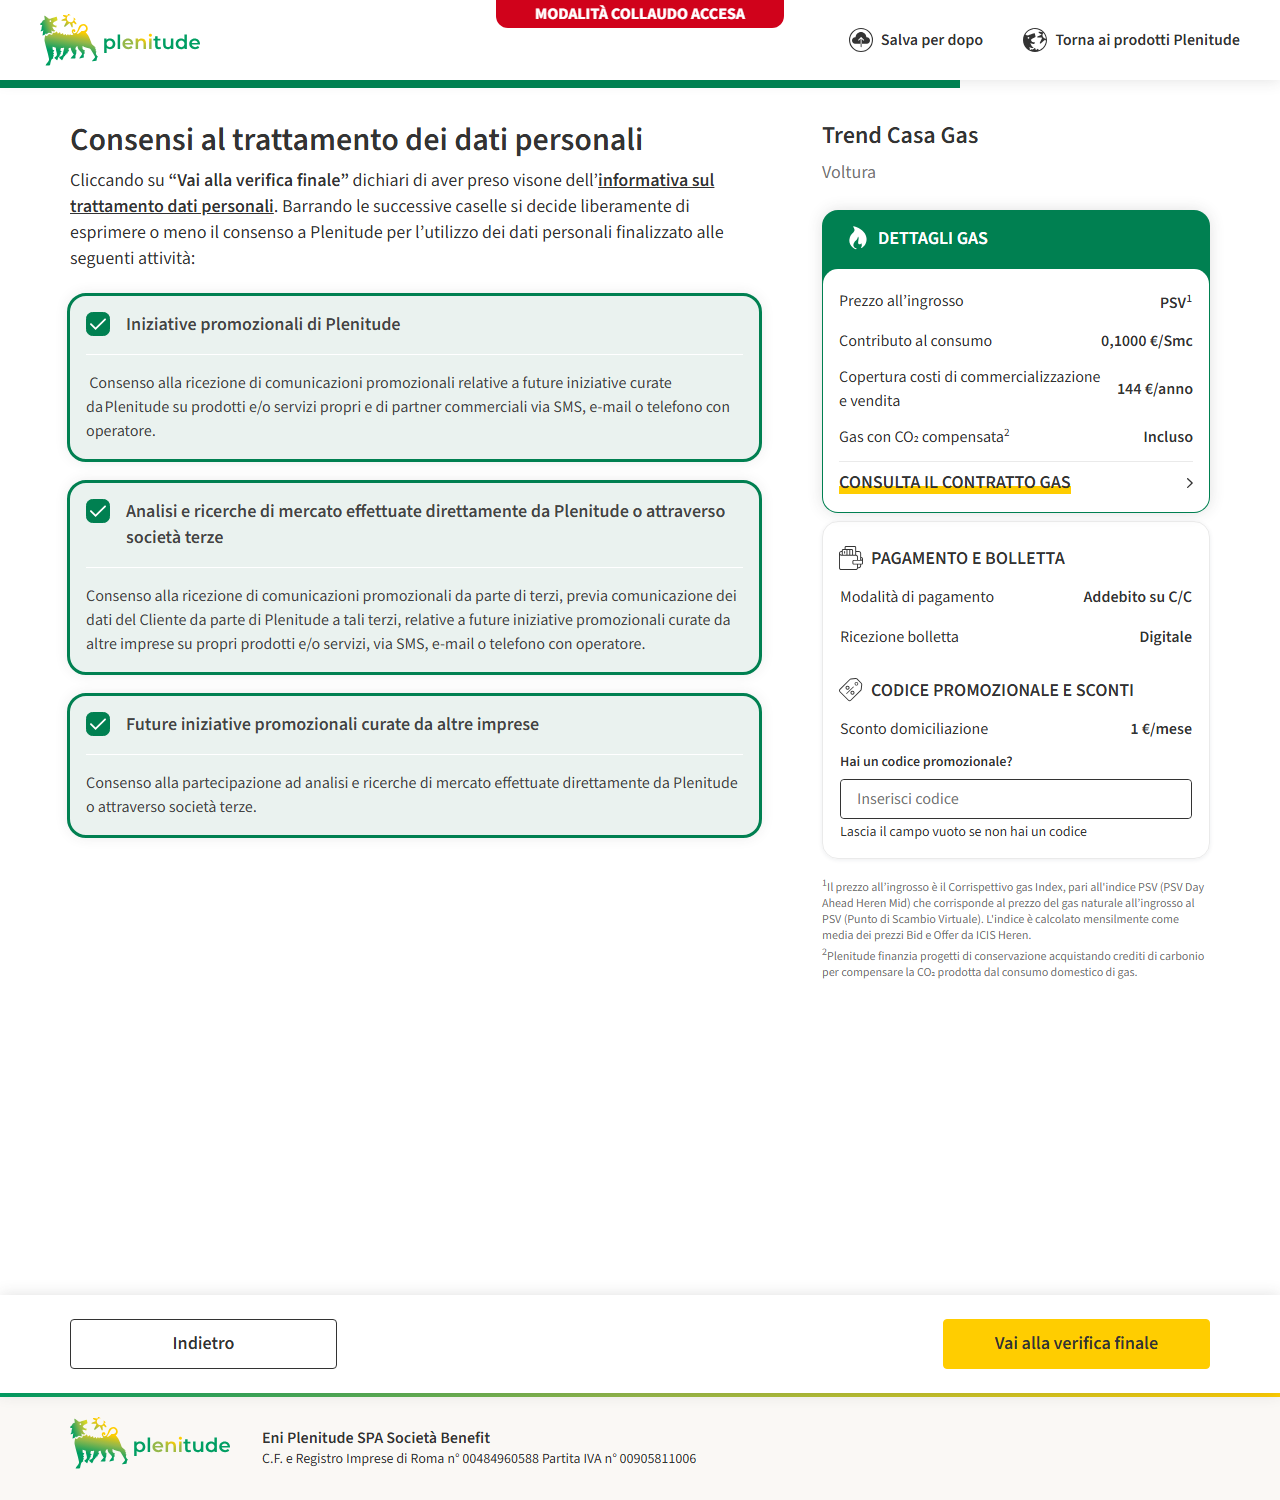 MODALITÀ COLLAUDO ACCESA
plenitude
Salva per dopo
Torna ai prodotti Plenitude
Consensi al trattamento dei dati personali
Cliccando su “Vai alla verifica finale” dichiari di aver preso visone dell’informativa sul
trattamento dati personali. Barrando le successive caselle si decide liberamente di
esprimere o meno il consenso a Plenitude per l’utilizzo dei dati personali finalizzato alle
seguenti attività:
Iniziative promozionali di Plenitude
Consenso alla ricezione di comunicazioni promozionali relative a future iniziative curate
da Plenitude su prodotti e/o servizi propri e di partner commerciali via SMS, e-mail o telefono con
operatore.
Analisi e ricerche di mercato effettuate direttamente da Plenitude o attraverso
società terze
Consenso alla ricezione di comunicazioni promozionali da parte di terzi, previa comunicazione dei
dati del Cliente da parte di Plenitude a tali terzi, relative a future iniziative promozionali curate da
altre imprese su propri prodotti e/o servizi, via SMS, e-mail o telefono con operatore.
Future iniziative promozionali curate da altre imprese
Consenso alla partecipazione ad analisi e ricerche di mercato effettuate direttamente da Plenitude
o attraverso società terze.
Trend Casa Gas
Voltura
DETTAGLI GAS
Prezzo all’ingrosso PSV¹
Contributo al consumo 0,1000 €/Smc
Copertura costi di commercializzazione
e vendita 144 €/anno
Gas con CO₂ compensata² Incluso
CONSULTA IL CONTRATTO GAS
PAGAMENTO E BOLLETTA
Modalità di pagamento Addebito su C/C
Ricezione bolletta Digitale
CODICE PROMOZIONALE E SCONTI
Sconto domiciliazione 1 €/mese
Hai un codice promozionale?
Inserisci codice
Lascia il campo vuoto se non hai un codice
¹Il prezzo all’ingrosso è il Corrispettivo gas Index, pari all'indice PSV (PSV Day
Ahead Heren Mid) che corrisponde al prezzo del gas naturale all’ingrosso al
PSV (Punto di Scambio Virtuale). L'indice è calcolato mensilmente come
media dei prezzi Bid e Offer da ICIS Heren.
²Plenitude finanzia progetti di conservazione acquistando crediti di carbonio
per compensare la CO₂ prodotta dal consumo domestico di gas.
Indietro
Vai alla verifica finale
plenitude
Eni Plenitude SPA Società Benefit
C.F. e Registro Imprese di Roma n° 00484960588 Partita IVA n° 00905811006